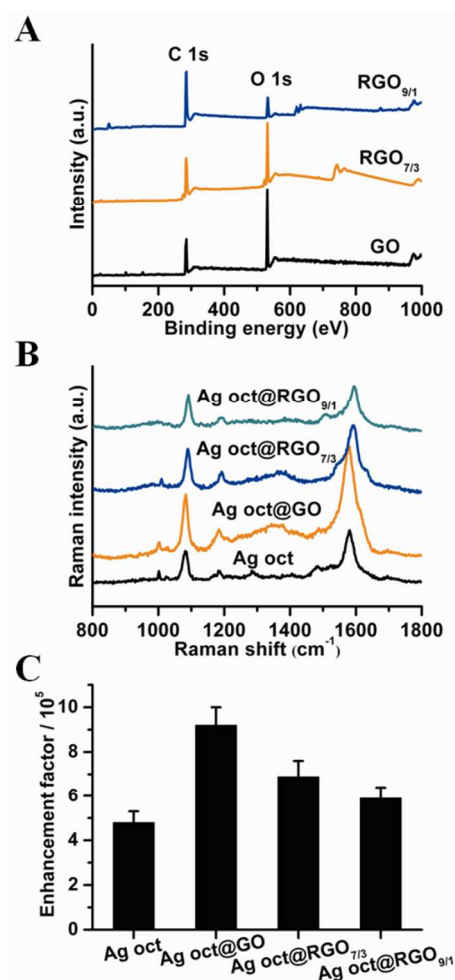 A
C 1s
O 1s
RGO9/1
RGO7/3
GO
Intensity (a.u.)
0 200 400 600 800 1000
Binding energy (eV)
B
Ag oct@RGO9/1
Ag oct@RGO7/3
Ag oct@GO
Ag oct
Raman intensity (a.u.)
800 1000 1200 1400 1600 1800
Raman shift (cm-1)
C
10
8
6
4
2
0
Enhancement factor / 10^5
Ag oct Ag oct@GO Ag oct@RGO7/3 Ag oct@RGO9/1